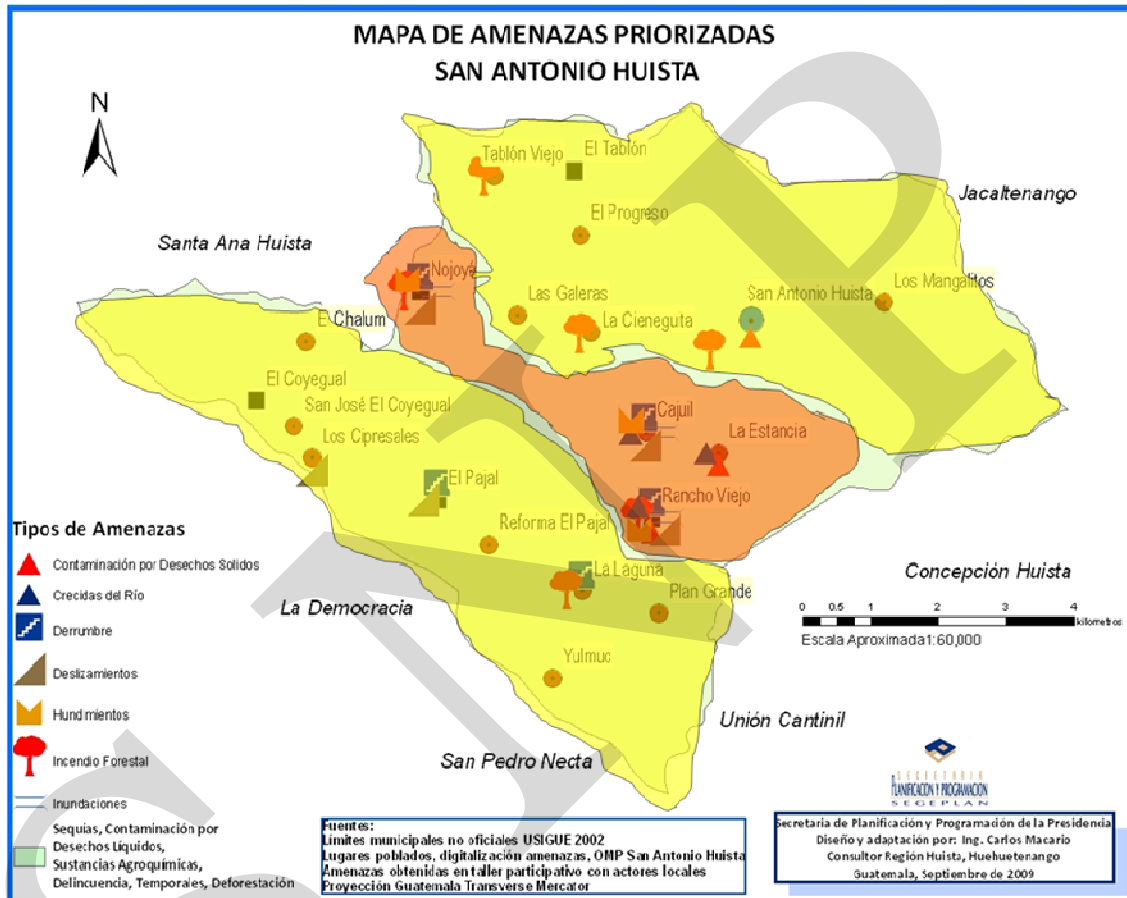 MAPA DE AMENAZAS PRIORIZADAS
SAN ANTONIO HUISTA
N
Tablón Viejo
El Tablón
Jacaltenango
El Progreso
Santa Ana Huista
Nojoyá
Los Mangalitos
Las Galeras
San Antonio Huista
El Chalum
La Cieneguita
El Coyegual
San José El Coyegual
Cajuil
Los Cipresales
La Estancia
El Pajal
Rancho Viejo
Reforma El Pajal
La Laguna
Concepción Huista
Plan Grande
La Democracia
0 0.5 1 2 3 4
kilometros
Escala Aproximada1:60,000
Yulmuc
Unión Cantinil
San Pedro Necta
Tipos de Amenazas
Contaminación por Desechos Solidos
Crecidas del Río
Derrumbe
Deslizamientos
Hundimientos
Incendo Forestal
Inundaciones
Sequias, Contaminación por
Desechos Líquidos,
Sustancias Agroquímicas,
Delincuencia, Temporales, Deforestación
Fuentes:
Límites municipales no oficiales USIGUE 2002
Lugares poblados, digitalización amenazas, OMP San Antonio Huista
Amenazas obtenidas en taller participativo con actores locales
Proyección Guatemala Transverse Mercator
SECRETARIA
PLANIFICACIÓN Y PROGRAMACIÓN
SEGEPLAN
Secretaria de Planificación y Programación de la Presidencia
Diseño y adaptación por: Ing. Carlos Macario
Consultor Región Huista, Huehuetenango
Guatemala, Septiembre de 2009